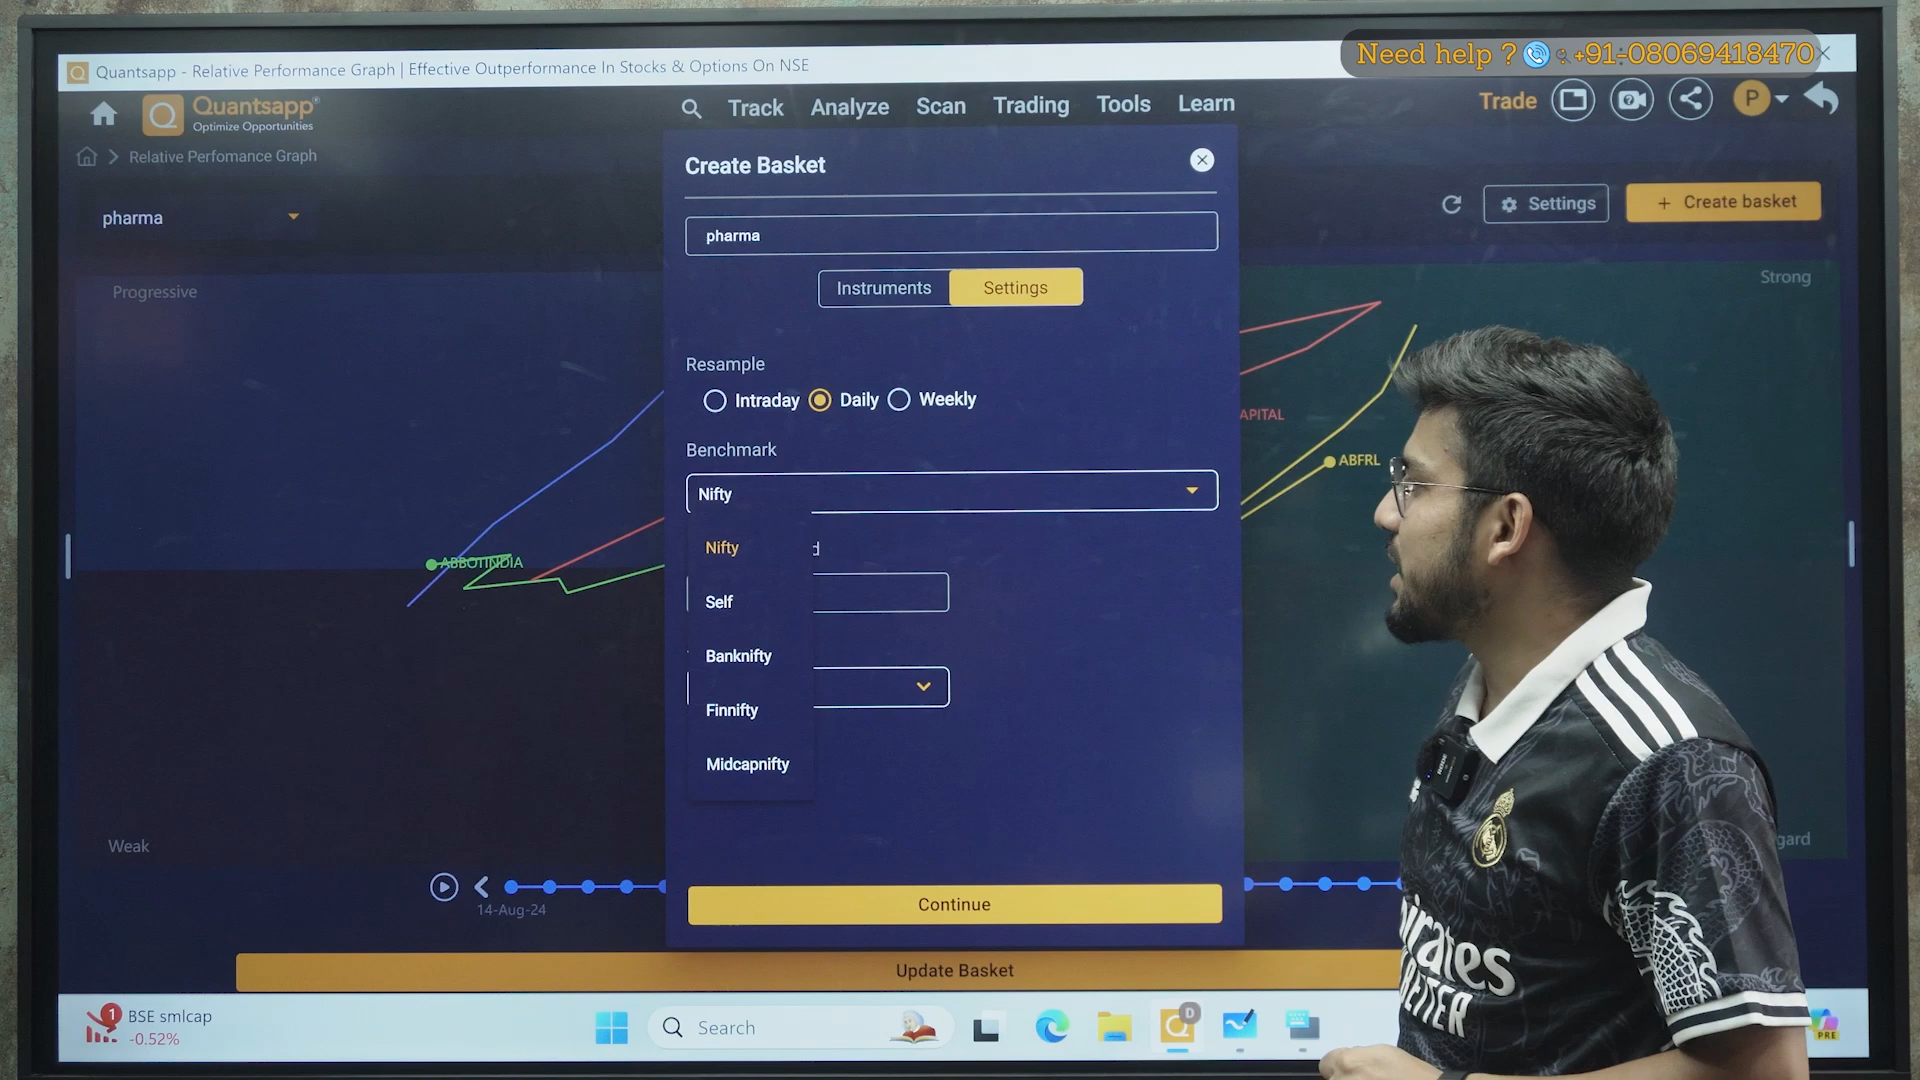 Need help ? : +91-08069418470
Quantsapp - Relative Performance Graph | Effective Outperformance In Stocks & Options On NSE
Quantsapp
Optimize Opportunities
Track Analyze Scan Trading Tools Learn
Trade
P
Relative Perfomance Graph
pharma
Settings
+ Create basket
Create Basket
pharma
Instruments Settings
Progressive
Strong
Resample
Intraday Daily Weekly
Benchmark
Nifty
Nifty
Self
Banknifty
Finnifty
Midcapnifty
d
APITAL
ABFRL
ABBOTINDIA
Weak
gard
14-Aug-24
Continue
Update Basket
1
BSE smlcap
-0.52%
Search
D
PRE